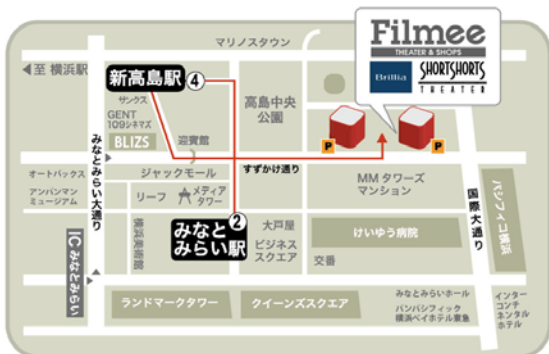 Filmee
THEATER & SHOPS
Brillia
SHORTSHORTS
THEATER
マリノスタウン
至 横浜駅
新高島駅
4
サンクス
GENT
109シネマズ
BLIZS
迎賓館
高島中央
公園
P
P
みなとみらい大通り
すずかけ通り
オートバックス
ジャックモール
MMタワーズ
マンション
アンパンマン
ミュージアム
リーフ
メディア
タワー
国際大通り
パシフィコ横浜
2
みなと
みらい駅
横浜美術館
大戸屋
ビジネス
スクエア
けいゆう病院
交番
ICみなとみらい
ランドマークタワー
クイーンズスクエア
みなとみらいホール
パンパシフィック
横浜ベイホテル東急
インター
コンチ
ネンタル
ホテル